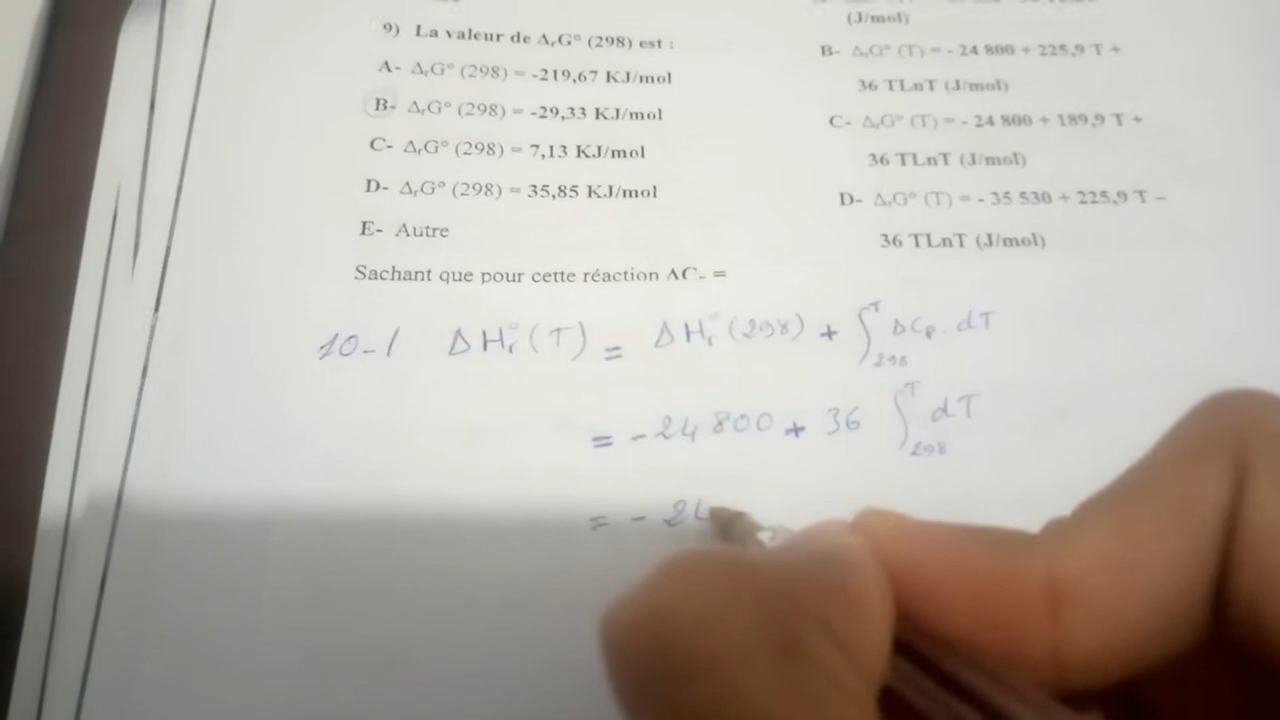 9) La valeur de ΔrG° (298) est :
A- ΔrG° (298) = -219,67 KJ/mol
B- ΔrG° (298) = -29,33 KJ/mol
C- ΔrG° (298) = 7,13 KJ/mol
D- ΔrG° (298) = 35,85 KJ/mol
E- Autre
Sachant que pour cette réaction ΔC- =
(J/mol)
B- ΔrG° (T) = - 24 800 + 225,9 T +
36 TLnT (J/mol)
C- ΔrG° (T) = - 24 800 + 189,9 T +
36 TLnT (J/mol)
D- ΔrG° (T) = - 35 530 + 225,9 T –
36 TLnT (J/mol)
10-/ ΔHr°(T) = ΔHr°(298) + ∫298T ΔCp.dT
= -24 800 + 36 ∫298T dT
= - 24